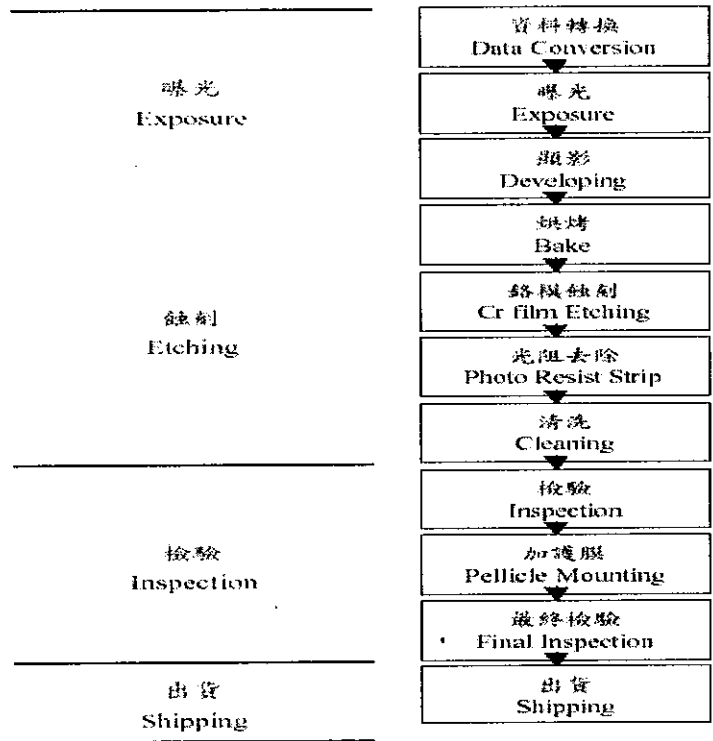 曝光
Exposure
蝕刻
Etching
檢驗
Inspection
出貨
Shipping
資料轉換
Data Conversion
曝光
Exposure
顯影
Developing
烘烤
Bake
鉻膜蝕刻
Cr film Etching
光阻去除
Photo Resist Strip
清洗
Cleaning
檢驗
Inspection
加護膜
Pellicle Mounting
最終檢驗
Final Inspection
出貨
Shipping